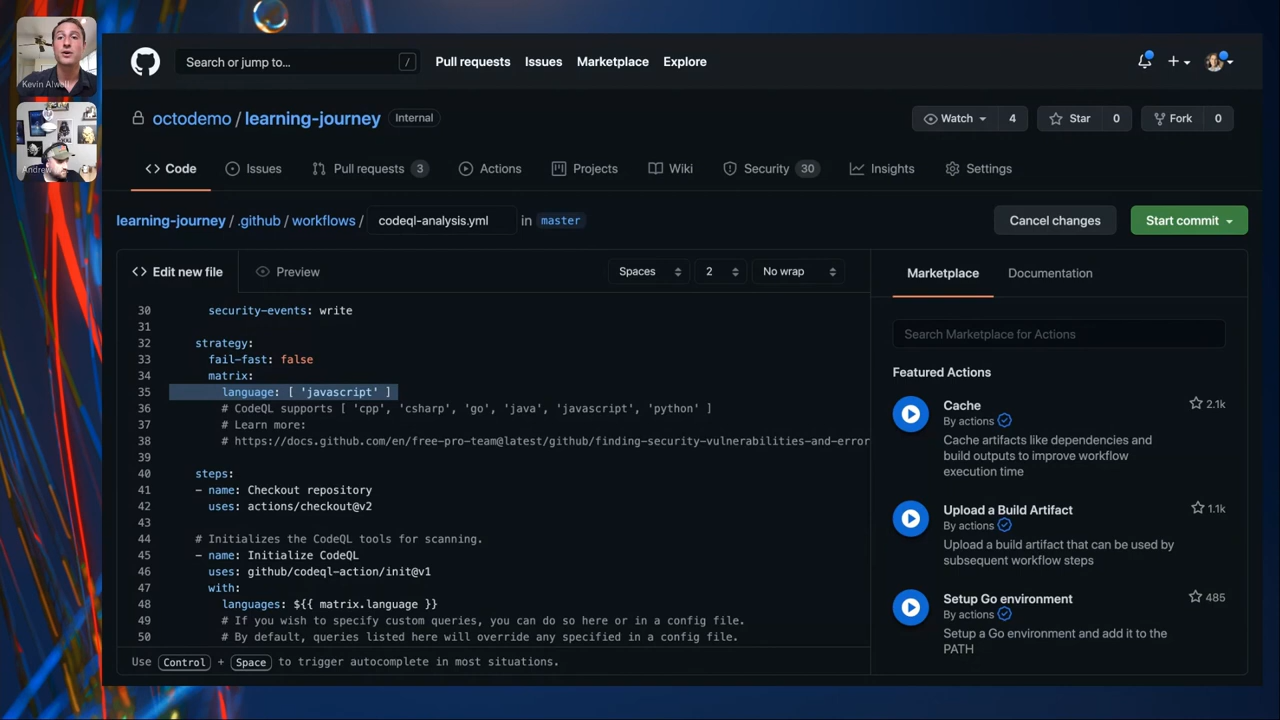 Kevin Alwell
Andrew
Search or jump to... /
Pull requests Issues Marketplace Explore
octodemo / learning-journey Internal
Watch 4 Star 0 Fork 0
Code Issues Pull requests 3 Actions Projects Wiki Security 30 Insights Settings
learning-journey / .github / workflows / codeql-analysis.yml in master
Cancel changes Start commit
<> Edit new file Preview
Spaces 2 No wrap
30 security-events: write
31
32 strategy:
33 fail-fast: false
34 matrix:
35 language: [ 'javascript' ]
36 # CodeQL supports [ 'cpp', 'csharp', 'go', 'java', 'javascript', 'python' ]
37 # Learn more:
38 # https://docs.github.com/en/free-pro-team@latest/github/finding-security-vulnerabilities-and-error
39
40 steps:
41 - name: Checkout repository
42 uses: actions/checkout@v2
43
44 # Initializes the CodeQL tools for scanning.
45 - name: Initialize CodeQL
46 uses: github/codeql-action/init@v1
47 with:
48 languages: ${{ matrix.language }}
49 # If you wish to specify custom queries, you can do so here or in a config file.
50 # By default, queries listed here will override any specified in a config file.
Use Control + Space to trigger autocomplete in most situations.
Marketplace Documentation
Search Marketplace for Actions
Featured Actions
Cache 2.1k
By actions
Cache artifacts like dependencies and
build outputs to improve workflow
execution time
Upload a Build Artifact 1.1k
By actions
Upload a build artifact that can be used by
subsequent workflow steps
Setup Go environment 485
By actions
Setup a Go environment and add it to the
PATH